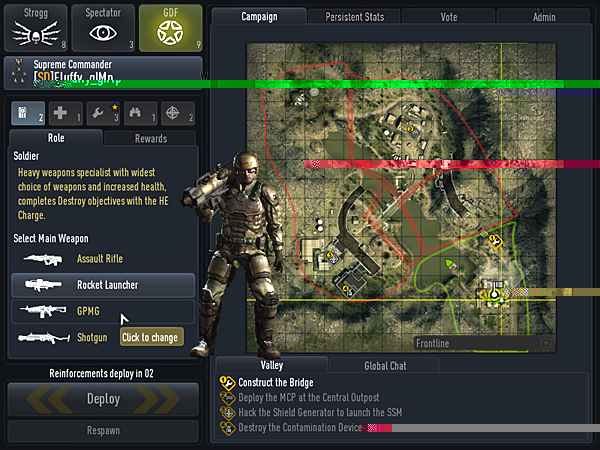 Strogg
8
Spectator
3
GDF
9
Campaign
Persistent Stats
Vote
Admin
Supreme Commander
2
1
3
1
2
Role
Rewards
Soldier
Heavy weapons specialist with widest
choice of weapons and increased health,
completes Destroy objectives with the HE
Charge.
Select Main Weapon
Assault Rifle
Rocket Launcher
GPMG
Shotgun
Click to change
Reinforcements deploy in 02
Deploy
Respawn
Frontline
Valley
Global Chat
Construct the Bridge
Deploy the MCP at the Central Outpost
Hack the Shield Generator to launch the SSM
Destroy the Contamination Device